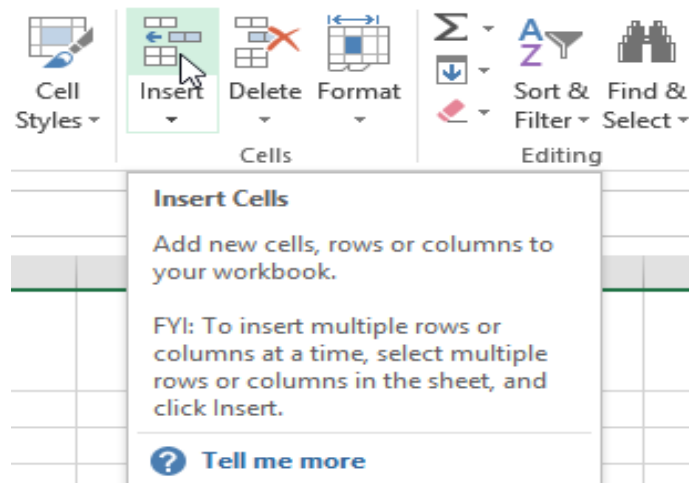 Cell Styles
Insert
Delete
Format
Sort & Filter
Find & Select
Cells
Editing
Insert Cells
Add new cells, rows or columns to
your workbook.
FYI: To insert multiple rows or
columns at a time, select multiple
rows or columns in the sheet, and
click Insert.
Tell me more